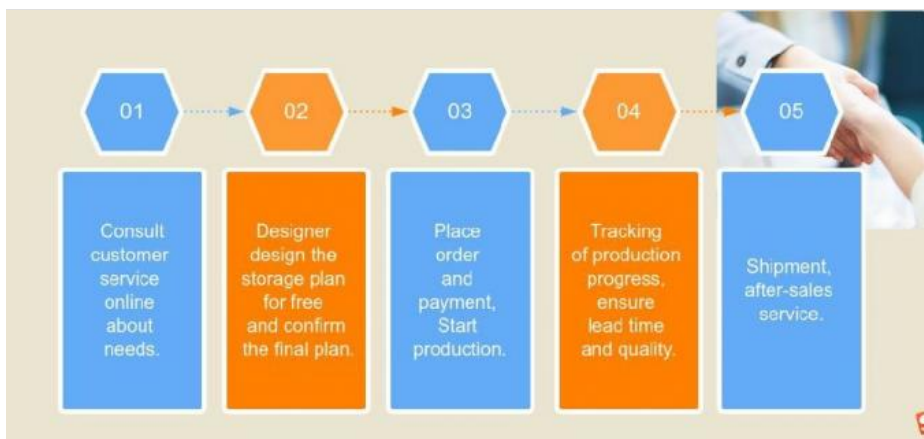 01
02
03
04
05
Consult
customer
service
online
about
needs.
Designer
design the
storage plan
for free
and confirm
the final plan.
Place
order
and
payment,
Start
production.
Tracking
of production
progress,
ensure
lead time
and quality.
Shipment,
after-sales
service.